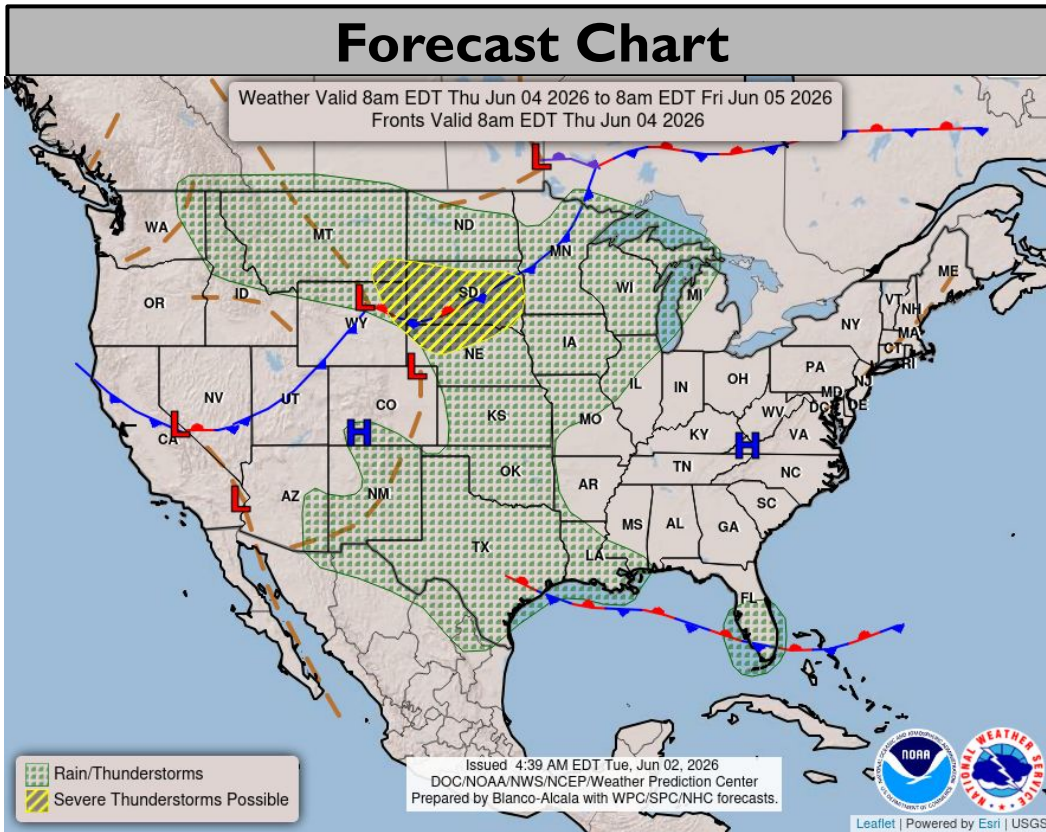 Forecast Chart
Weather Valid 8am EDT Thu Jun 04 2026 to 8am EDT Fri Jun 05 2026
Fronts Valid 8am EDT Thu Jun 04 2026
L
WA
MT
ND
MN
ME
OR
ID
L
WY
SD
WI
MI
VT
NH
NY
MA
CT
RI
NE
IA
L
PA
NJ
NV
UT
CO
IL
IN
OH
MD
DE
DC
WV
VA
CA
L
H
KS
MO
KY
H
OK
TN
NC
AR
AZ
NM
L
SC
MS
AL
GA
TX
LA
FL
Rain/Thunderstorms
Severe Thunderstorms Possible
Issued 4:39 AM EDT Tue, Jun 02, 2026
DOC/NOAA/NWS/NCEP/Weather Prediction Center
Prepared by Blanco-Alcala with WPC/SPC/NHC forecasts.
NOAA
NATIONAL WEATHER SERVICE
Leaflet | Powered by Esri | USGS